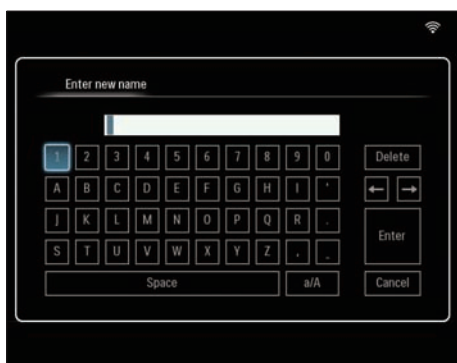 Enter new name
1 2 3 4 5 6 7 8 9 0 Delete
A B C D E F G H I ' ← →
J K L M N O P Q R .
Enter
S T U V W X Y Z , _
Space a/A Cancel